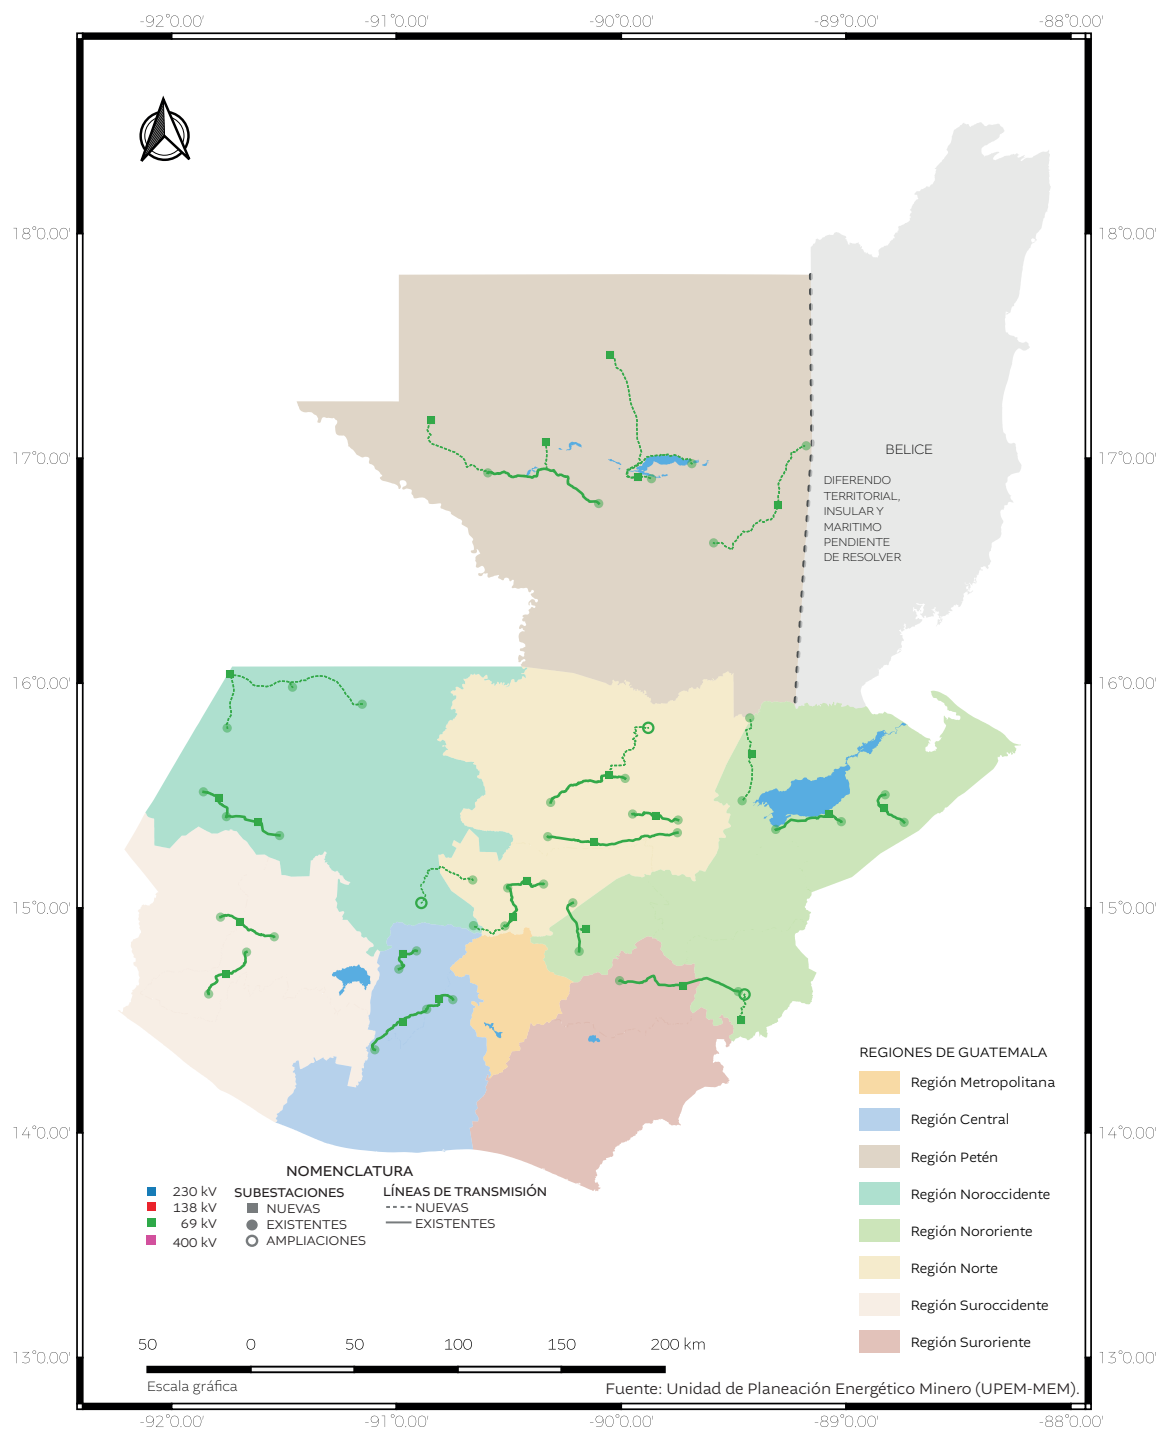 -92°0.00'
-91°0.00'
-90°0.00'
-89°0.00'
-88°0.00'
18°0.00'
18°0.00'
17°0.00'
17°0.00'
16°0.00'
16°0.00'
15°0.00'
15°0.00'
14°0.00'
14°0.00'
13°0.00'
13°0.00'
BELICE
DIFERENDO
TERRITORIAL,
INSULAR Y
MARITIMO
PENDIENTE
DE RESOLVER
REGIONES DE GUATEMALA
Región Metropolitana
Región Central
Región Petén
Región Noroccidente
Región Nororiente
Región Norte
Región Suroccidente
Región Suroriente
NOMENCLATURA
230 kV
138 kV
69 kV
400 kV
SUBESTACIONES
NUEVAS
EXISTENTES
AMPLIACIONES
LÍNEAS DE TRANSMISIÓN
NUEVAS
EXISTENTES
50 0 50 100 150 200 km
Escala gráfica
Fuente: Unidad de Planeación Energético Minero (UPEM-MEM).
-92°0.00'
-91°0.00'
-90°0.00'
-89°0.00'
-88°0.00'